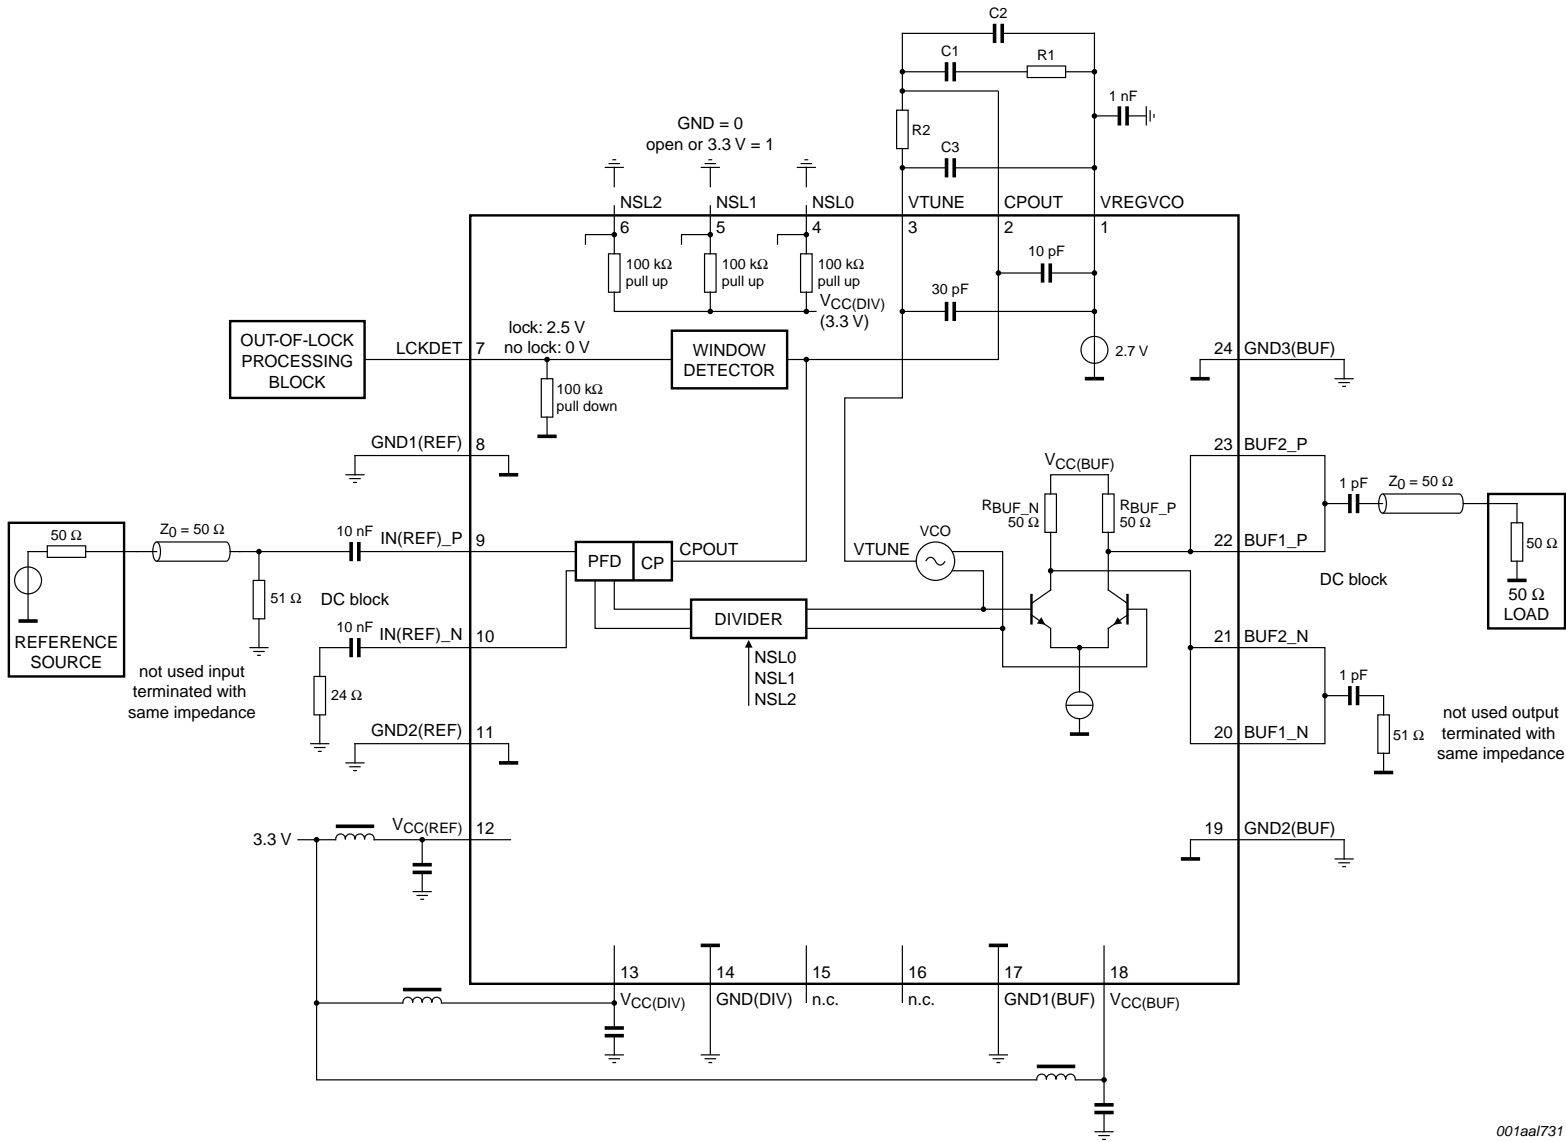 C2
C1
R1
1 nF
GND = 0
open or 3.3 V = 1
R2
C3
NSL2
NSL1
NSL0
VTUNE
CPOUT
VREGVCO
6
5
4
3
2
1
100 kΩ
pull up
100 kΩ
pull up
100 kΩ
pull up
10 pF
30 pF
VCC(DIV)
(3.3 V)
OUT-OF-LOCK
PROCESSING
BLOCK
LCKDET
7
lock: 2.5 V
no lock: 0 V
WINDOW
DETECTOR
2.7 V
24
GND3(BUF)
100 kΩ
pull down
GND1(REF)
8
23
BUF2_P
VCC(BUF)
RBUF_N
50 Ω
RBUF_P
50 Ω
1 pF
Z0 = 50 Ω
50 Ω
Z0 = 50 Ω
10 nF
IN(REF)_P
9
PFD
CP
CPOUT
VTUNE
VCO
22
BUF1_P
50 Ω
51 Ω
DC block
DC block
50 Ω
LOAD
REFERENCE
SOURCE
10 nF
IN(REF)_N
10
DIVIDER
21
BUF2_N
NSL0
NSL1
NSL2
not used input
terminated with
same impedance
24 Ω
1 pF
GND2(REF)
11
20
BUF1_N
51 Ω
not used output
terminated with
same impedance
3.3 V
VCC(REF)
12
19
GND2(BUF)
13
14
15
16
17
18
VCC(DIV)
GND(DIV)
n.c.
n.c.
GND1(BUF)
VCC(BUF)
001aal731